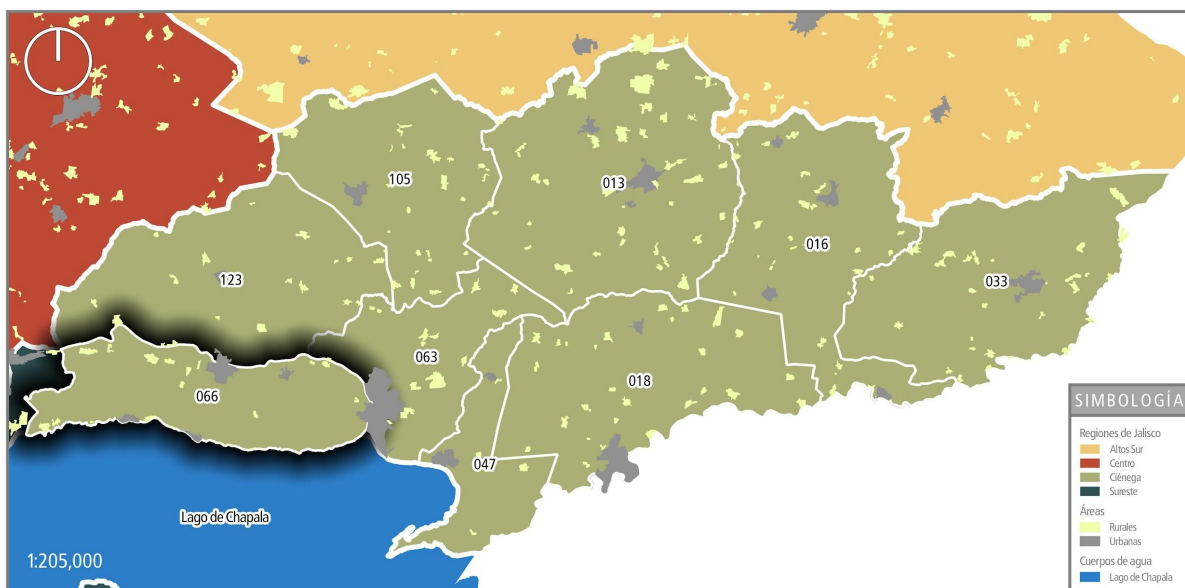 105
013
016
123
033
063
018
066
047
Lago de Chapala
1:205,000
SIMBOLOGÍA
Regiones de Jalisco
Altos Sur
Centro
Ciénega
Sureste
Áreas
Rurales
Urbanas
Cuerpos de agua
Lago de Chapala